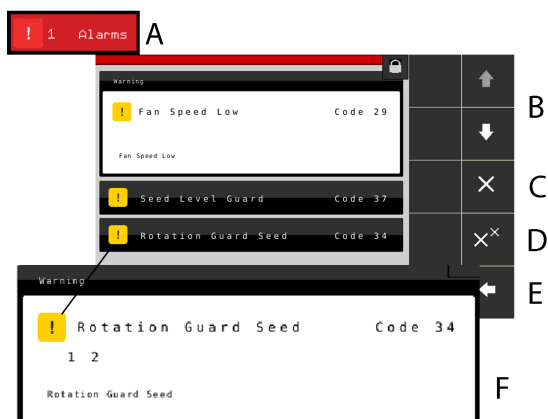 ! 1 Alarms A
Warning
! Fan Speed Low Code 29
Fan Speed Low
! Seed Level Guard Code 37
! Rotation Guard Seed Code 34
B
C
D
E
Warning
! Rotation Guard Seed Code 34
1 2
Rotation Guard Seed
F